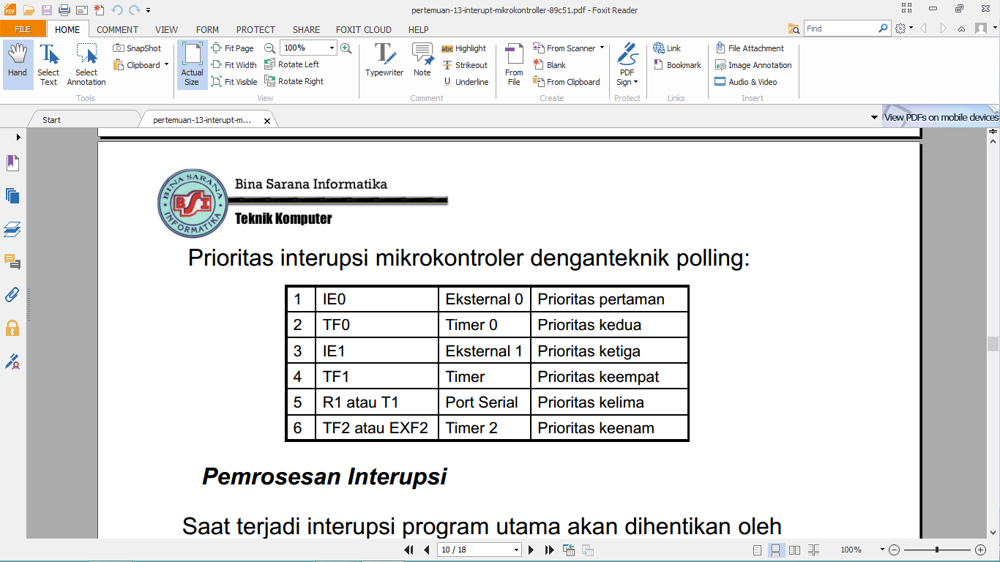 pertemuan-13-interupt-mikrokontroller-89c51.pdf - Foxit Reader
FILE HOME COMMENT VIEW FORM PROTECT SHARE FOXIT CLOUD HELP Find
Hand
Select Text
Select Annotation
SnapShot
Clipboard
Tools
Actual Size
Fit Page
Fit Width
Fit Visible
100%
Rotate Left
Rotate Right
View
Typewriter
Note
abc Highlight
Strikeout
Underline
Comment
From File
From Scanner
Blank
From Clipboard
Create
PDF Sign
Protect
Link
Bookmark
Links
File Attachment
Image Annotation
Audio & Video
Insert
Start
pertemuan-13-interupt-m...
View PDFs on mobile devices
BINA SARANA
BSI
INFORMATIKA
Bina Sarana Informatika
Teknik Komputer
Prioritas interupsi mikrokontroler denganteknik polling:
1 IE0 Eksternal 0 Prioritas pertaman
2 TF0 Timer 0 Prioritas kedua
3 IE1 Eksternal 1 Prioritas ketiga
4 TF1 Timer Prioritas keempat
5 R1 atau T1 Port Serial Prioritas kelima
6 TF2 atau EXF2 Timer 2 Prioritas keenam
Pemrosesan Interupsi
Saat terjadi interupsi program utama akan dihentikan oleh
10 / 18
100%